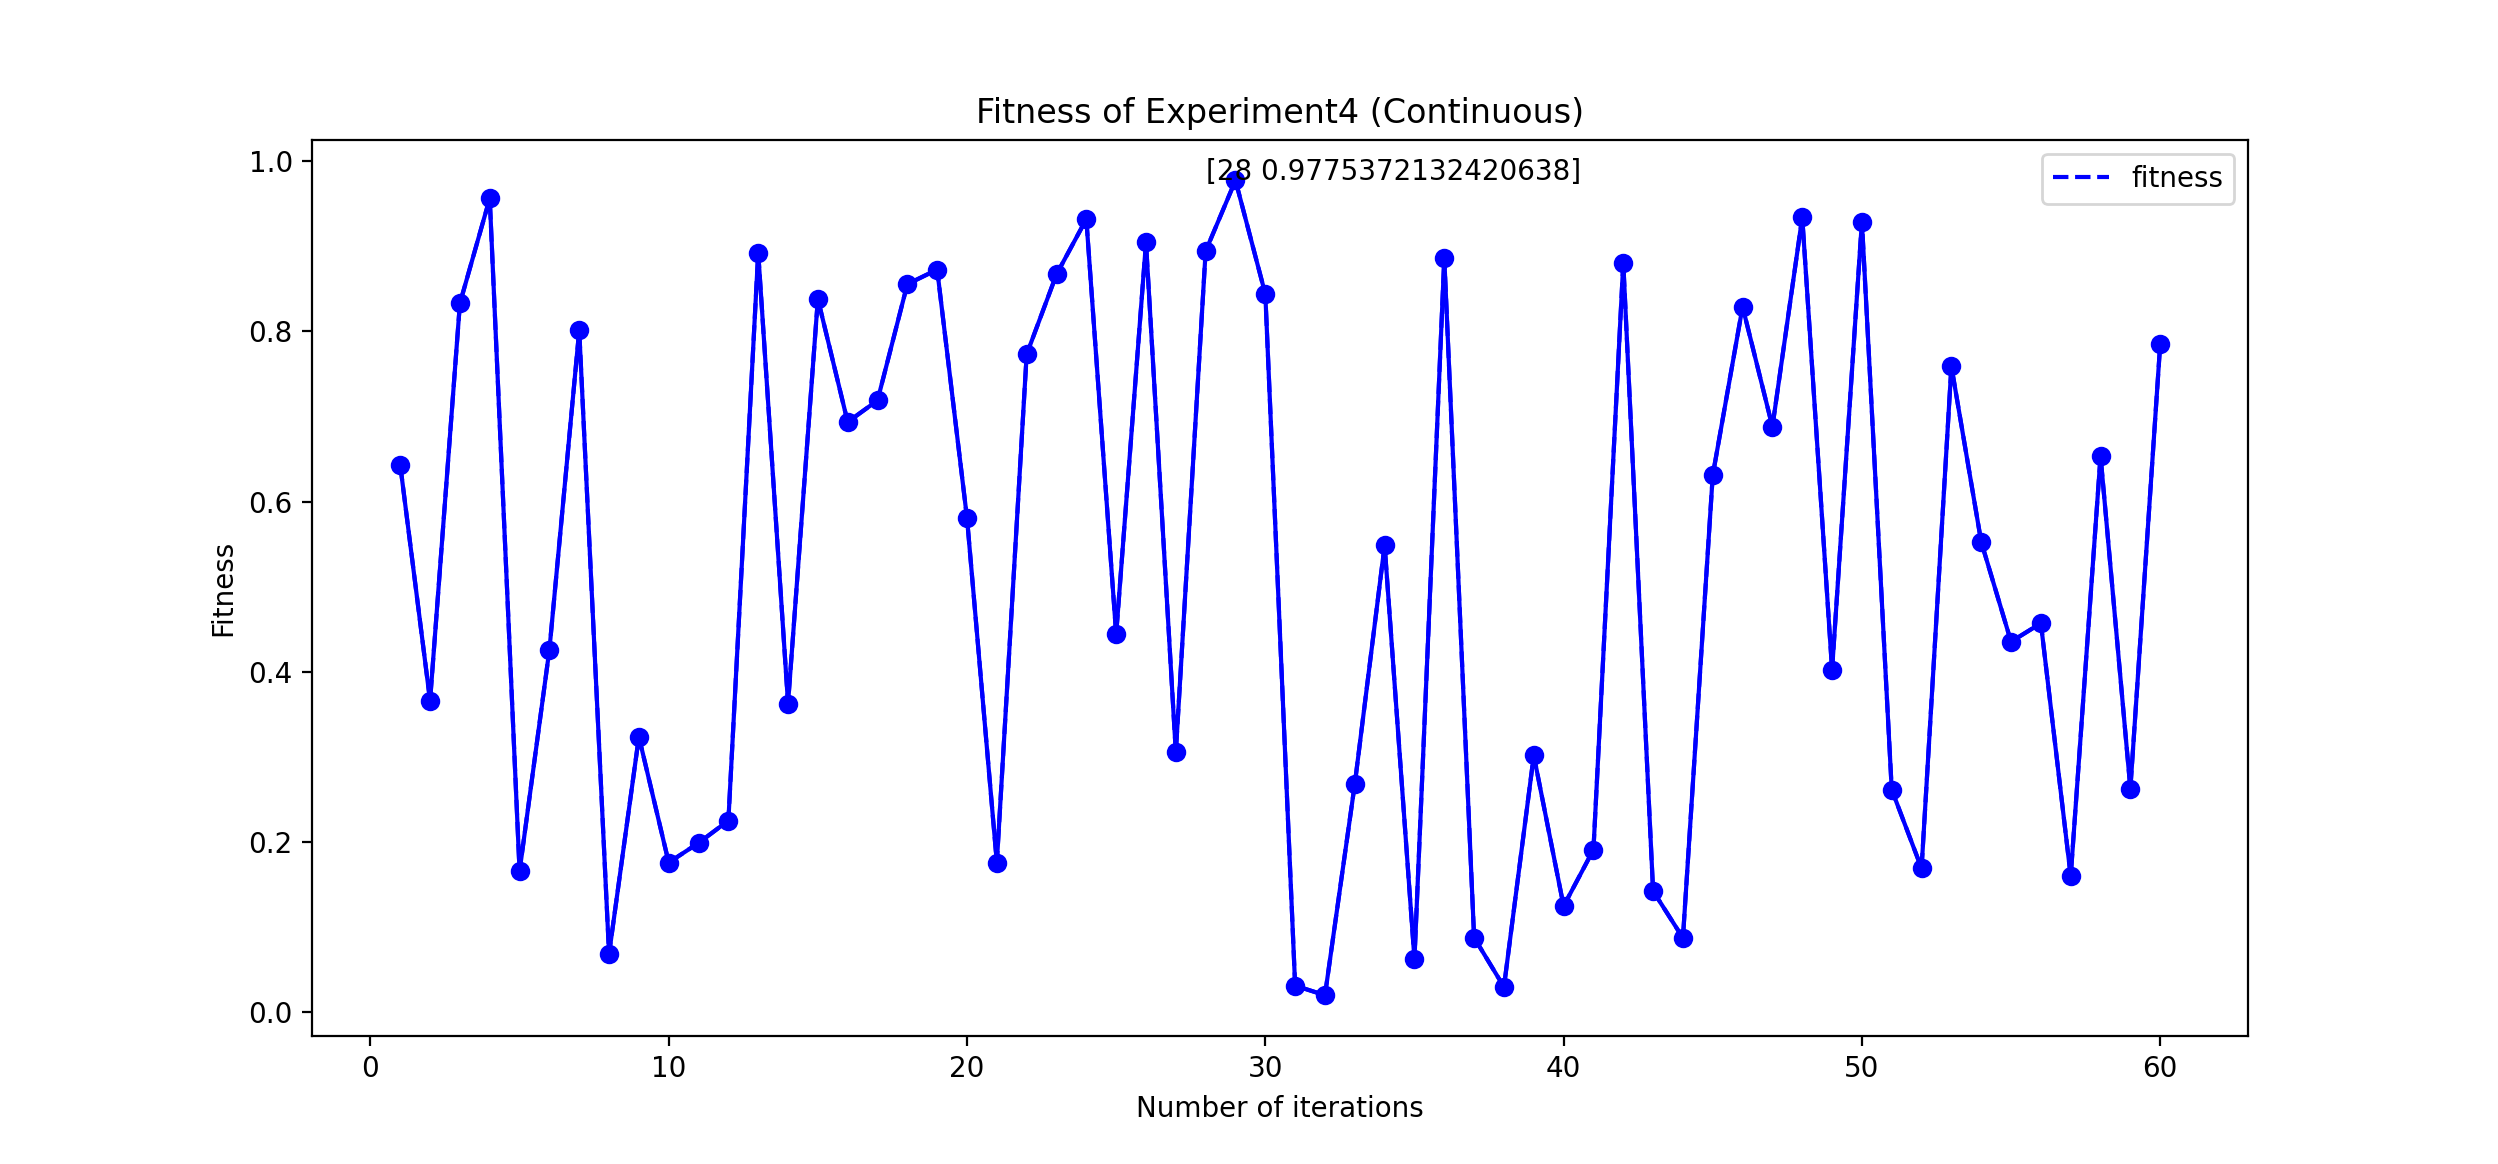 Fitness of Experiment4 (Continuous)
[28 0.9775372132420638]
fitness
1.0
0.8
0.6
0.4
0.2
0.0
Fitness
0 10 20 30 40 50 60
Number of iterations